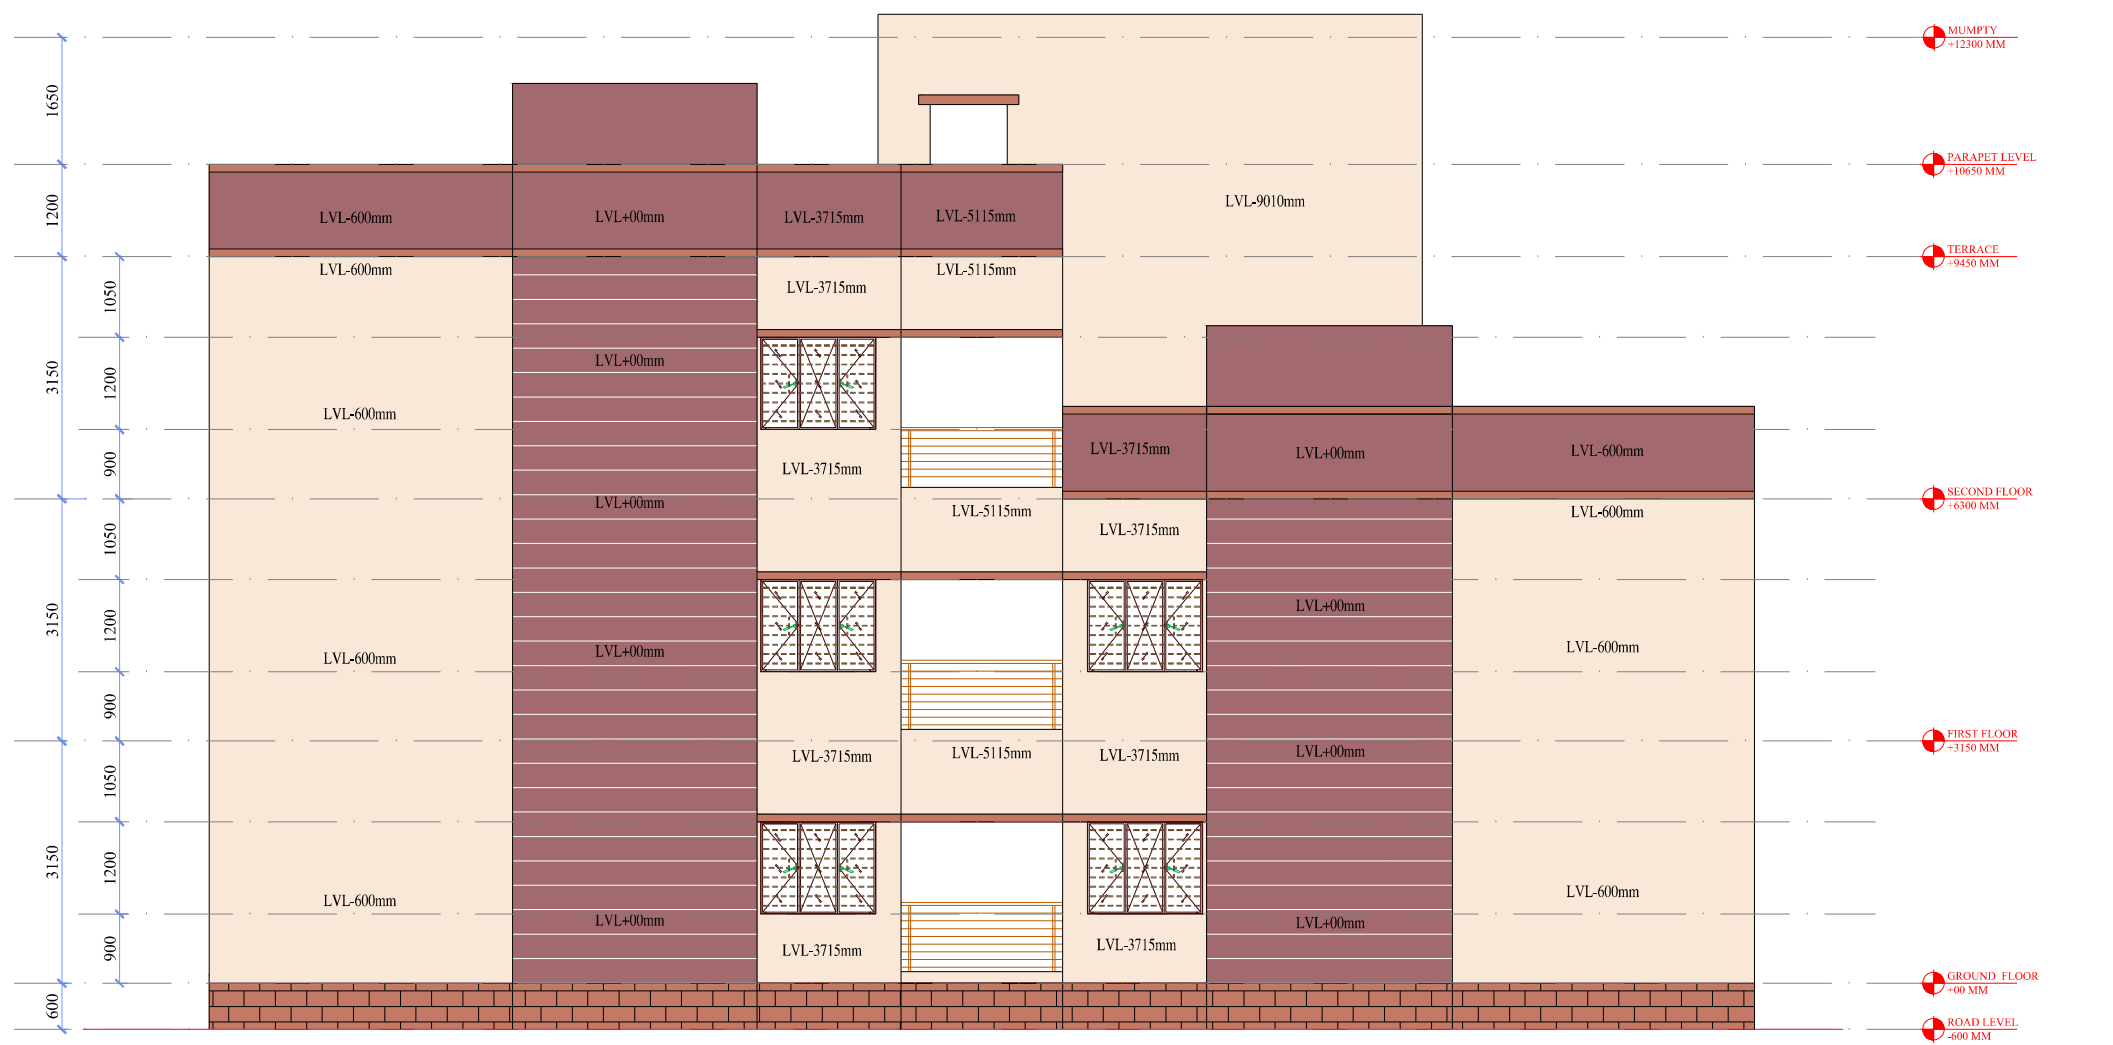 MUMPTY
+12300 MM
1650
PARAPET LEVEL
+10650 MM
LVL-9010mm
1200
LVL-600mm
LVL+00mm
LVL-3715mm
LVL-5115mm
TERRACE
+9450 MM
LVL-600mm
LVL-5115mm
1050
LVL-3715mm
3150
1200
LVL+00mm
LVL-600mm
900
LVL-3715mm
LVL-3715mm
LVL+00mm
LVL-600mm
SECOND FLOOR
+6300 MM
LVL+00mm
LVL-5115mm
LVL-600mm
1050
LVL-3715mm
3150
1200
LVL+00mm
LVL-600mm
LVL+00mm
LVL-600mm
900
FIRST FLOOR
+3150 MM
LVL-3715mm
LVL-5115mm
LVL-3715mm
LVL+00mm
1050
3150
1200
LVL-600mm
LVL-600mm
LVL+00mm
LVL+00mm
900
LVL-3715mm
LVL-3715mm
GROUND FLOOR
+00 MM
600
ROAD LEVEL
-600 MM